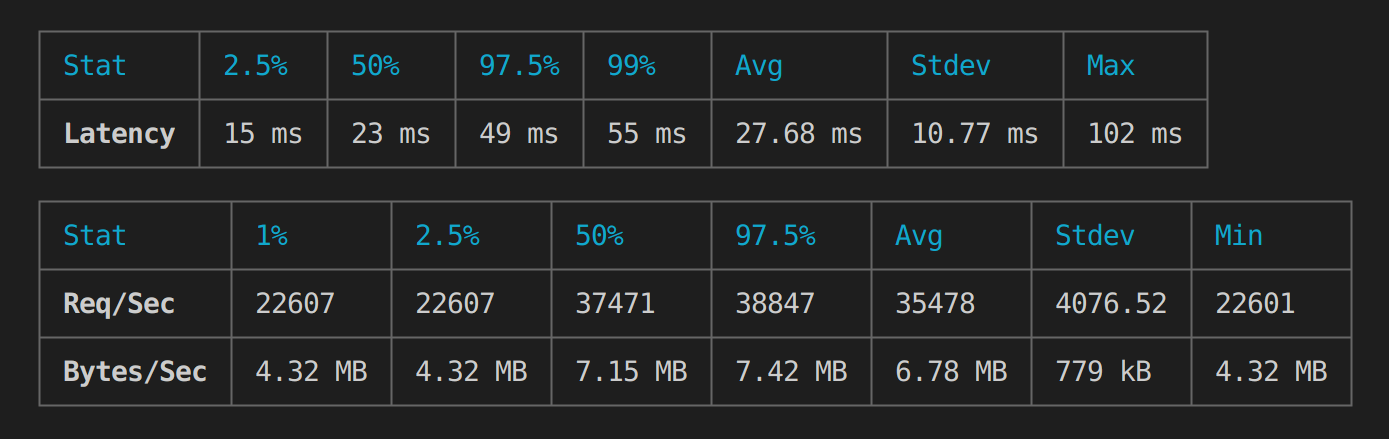 Stat 2.5% 50% 97.5% 99% Avg Stdev Max
Latency 15 ms 23 ms 49 ms 55 ms 27.68 ms 10.77 ms 102 ms
Stat 1% 2.5% 50% 97.5% Avg Stdev Min
Req/Sec 22607 22607 37471 38847 35478 4076.52 22601
Bytes/Sec 4.32 MB 4.32 MB 7.15 MB 7.42 MB 6.78 MB 779 kB 4.32 MB